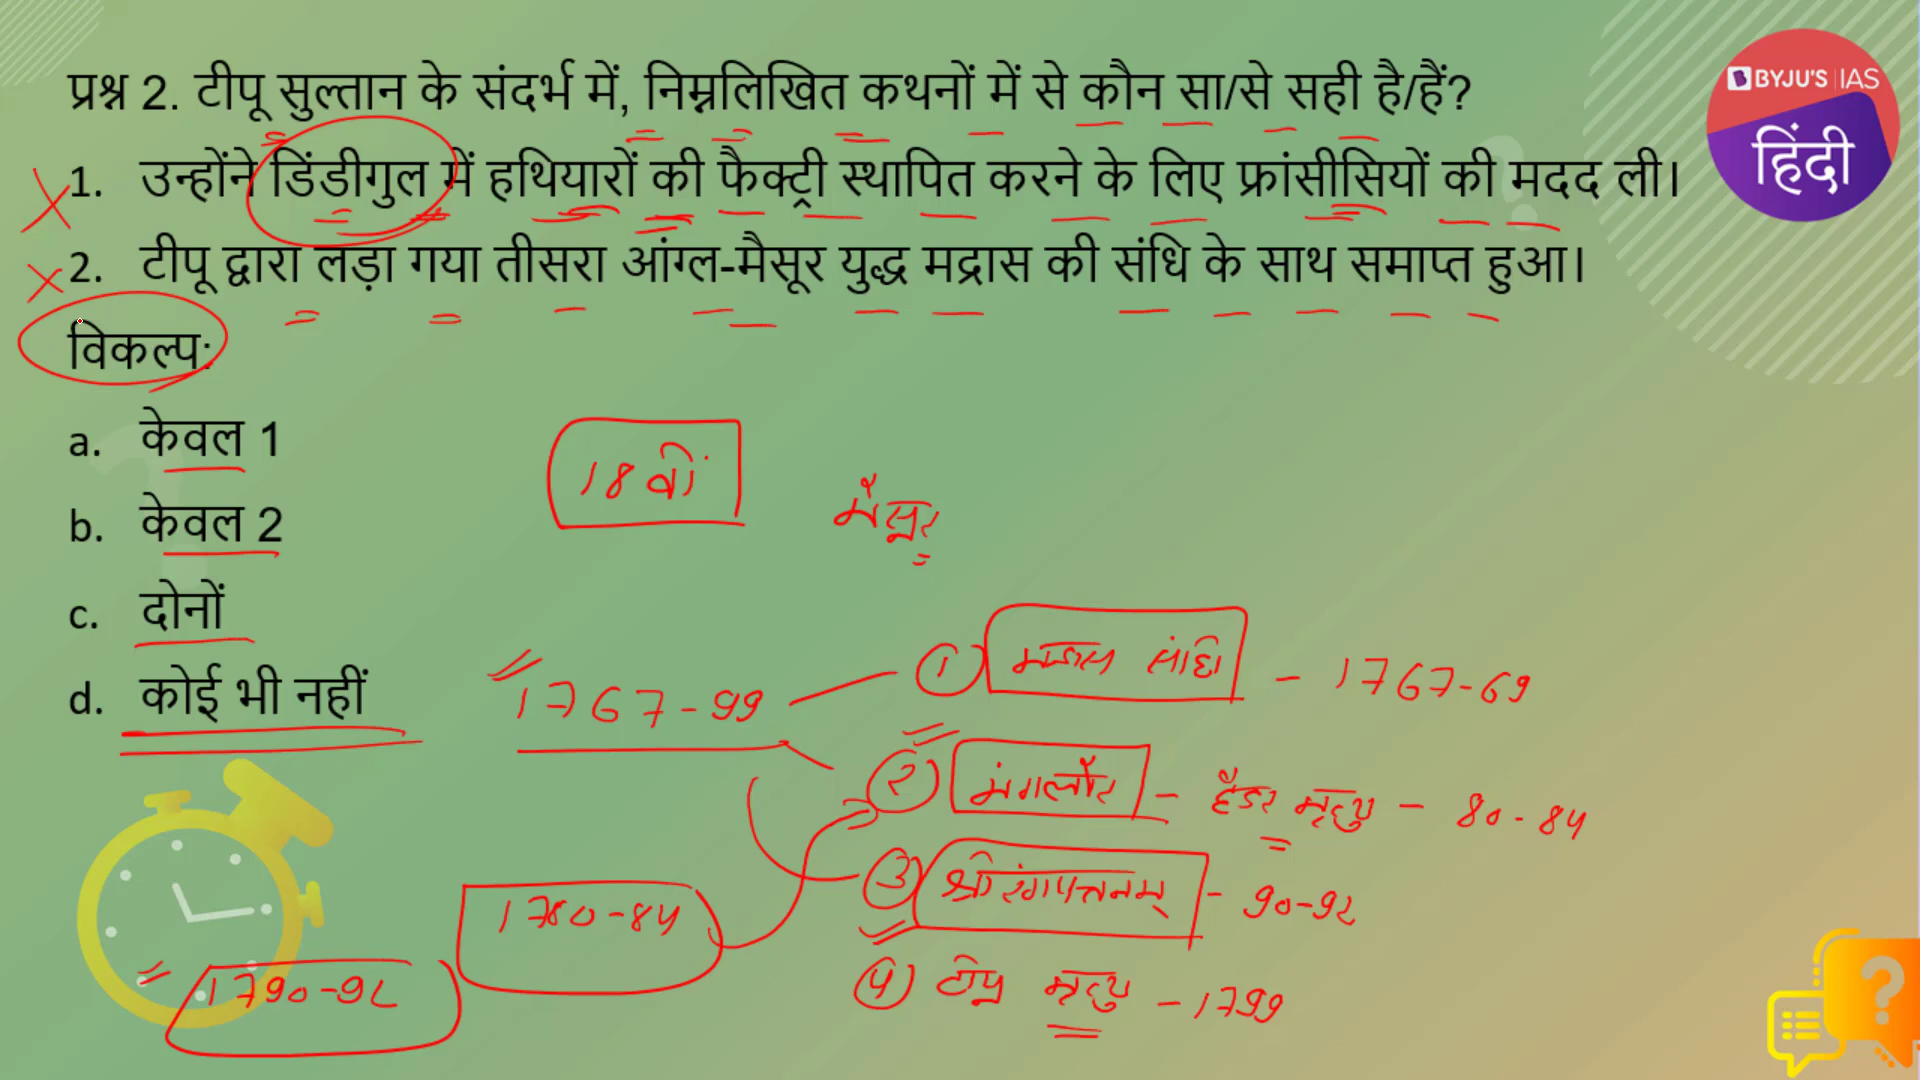 BYJU'S IAS
हिंदी
प्रश्न 2. टीपू सुल्तान के संदर्भ में, निम्नलिखित कथनों में से कौन सा/से सही है/हैं?
1. उन्होंने डिंडीगुल में हथियारों की फैक्ट्री स्थापित करने के लिए फ्रांसीसियों की मदद ली।
2. टीपू द्वारा लड़ा गया तीसरा आंग्ल-मैसूर युद्ध मद्रास की संधि के साथ समाप्त हुआ।
विकल्प:
a. केवल 1
b. केवल 2
c. दोनों
d. कोई भी नहीं
18वीं
मैसूर
1767-99
1 मद्रास संधि - 1767-69
2 मंगलौर - हैदर मृत्यु - 80-84
3 श्रीरंगपत्तनम् - 90-92
4 टीपू मृत्यु - 1799
1780-84
1790-92